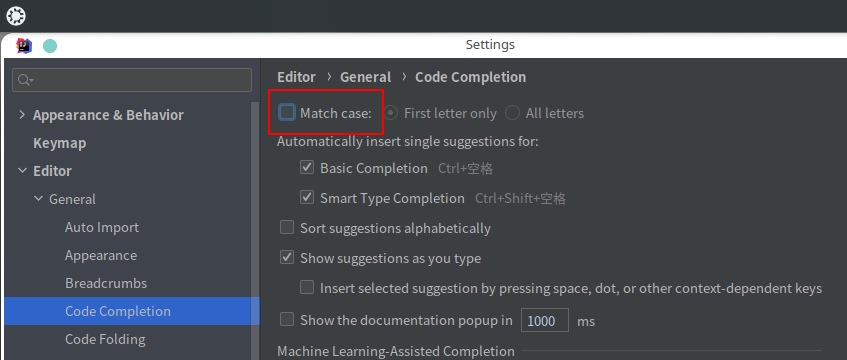 Settings
Appearance & Behavior
Keymap
Editor
General
Auto Import
Appearance
Breadcrumbs
Code Completion
Code Folding
Editor › General › Code Completion
Match case: First letter only All letters
Automatically insert single suggestions for:
Basic Completion Ctrl+空格
Smart Type Completion Ctrl+Shift+空格
Sort suggestions alphabetically
Show suggestions as you type
Insert selected suggestion by pressing space, dot, or other context-dependent keys
Show the documentation popup in 1000 ms
Machine Learning-Assisted Completion